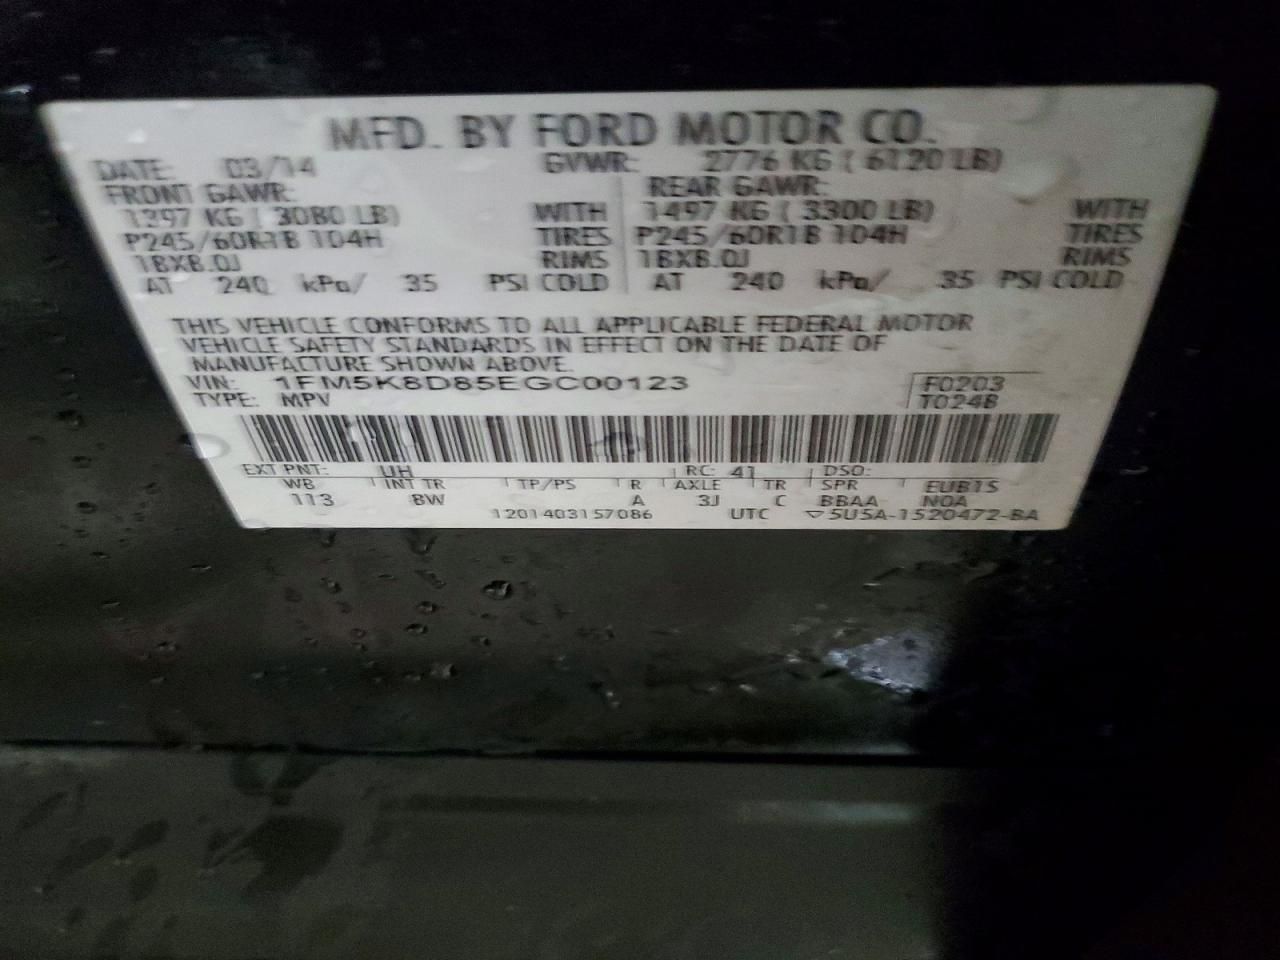 MFD. BY FORD MOTOR CO.
DATE: 03/14 GVWR: 2776 KG ( 6120 LB)
FRONT GAWR: REAR GAWR:
1397 KG ( 3080 LB) WITH 1497 KG ( 3300 LB) WITH
P245/60R18 104H TIRES P245/60R18 104H TIRES
18X8.0J RIMS 18X8.0J RIMS
AT 240 kPa/ 35 PSI COLD AT 240 kPa/ 35 PSI COLD
THIS VEHICLE CONFORMS TO ALL APPLICABLE FEDERAL MOTOR
VEHICLE SAFETY STANDARDS IN EFFECT ON THE DATE OF
MANUFACTURE SHOWN ABOVE.
VIN: 1FM5K8D85EGC00123 F0203
TYPE: MPV T0248
EXT PNT: UH RC: 41 DSO:
WB INT TR TP/PS R AXLE TR SPR EUB15
113 8W A 3J C BBAA N0A
1201403157086 UTC ▽5U5A-1520472-BA